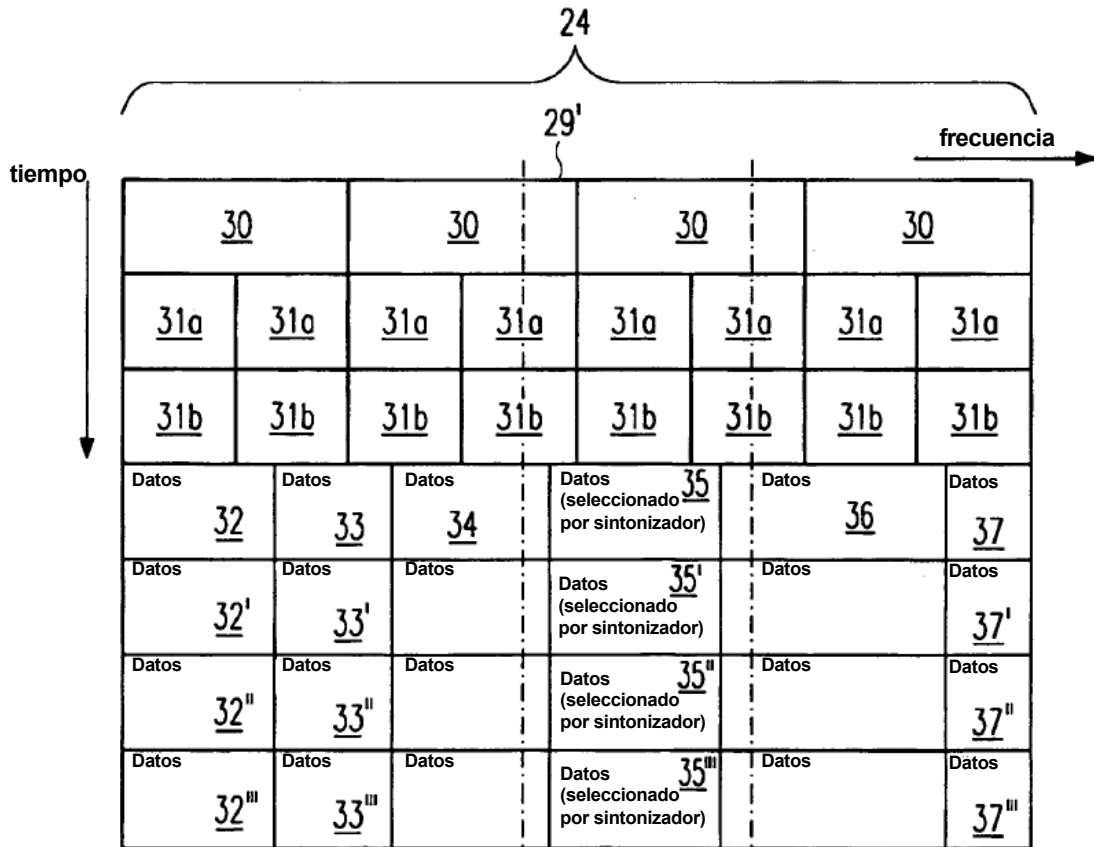 24
29'
frecuencia
tiempo
30 30 30 30
31a 31a 31a 31a 31a 31a 31a 31a
31b 31b 31b 31b 31b 31b 31b 31b
Datos 32
Datos 33
Datos 34
Datos
(seleccionado
por sintonizador) 35
Datos 36
Datos 37
Datos 32'
Datos 33'
Datos
Datos
(seleccionado
por sintonizador) 35'
Datos
Datos 37'
Datos 32''
Datos 33''
Datos
Datos
(seleccionado
por sintonizador) 35''
Datos
Datos 37''
Datos 32'''
Datos 33'''
Datos
Datos
(seleccionado
por sintonizador) 35'''
Datos
Datos 37'''